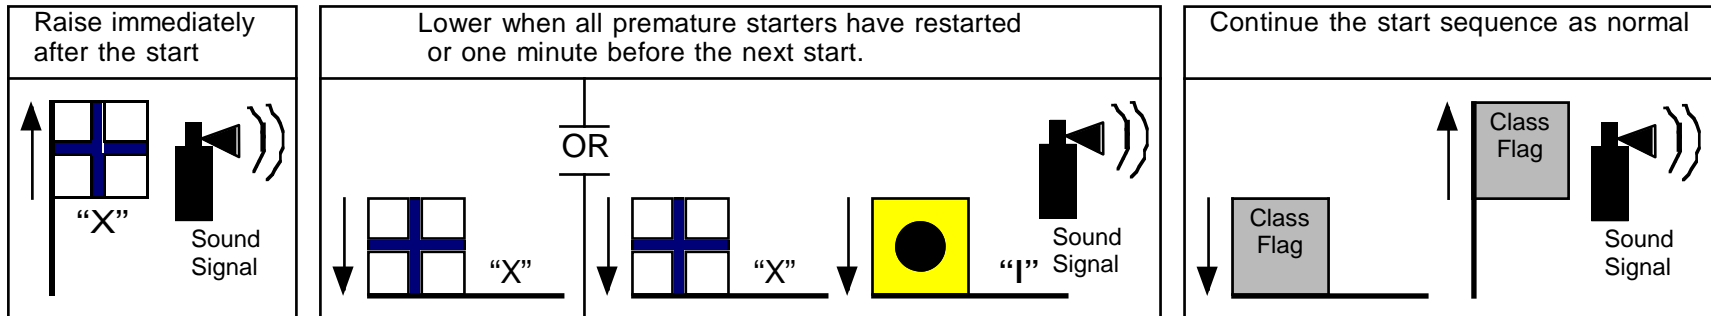 Raise immediately
after the start
"X"
Sound
Signal
Lower when all premature starters have restarted
or one minute before the next start.
"X"
OR
"X"
"I"
Sound
Signal
Continue the start sequence as normal
Class
Flag
Class
Flag
Sound
Signal